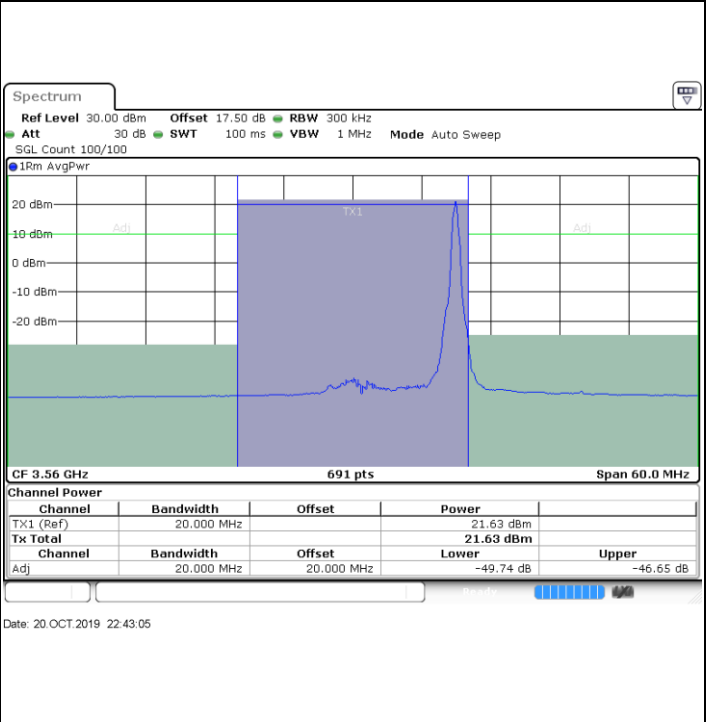 Spectrum
Ref Level 30.00 dBm Offset 17.50 dB RBW 300 kHz
Att 30 dB SWT 100 ms VBW 1 MHz Mode Auto Sweep
SGL Count 100/100
1Rm AvgPwr
20 dBm
TX1
Adj Adj
10 dBm
0 dBm
-10 dBm
-20 dBm
CF 3.56 GHz 691 pts Span 60.0 MHz
Channel Power
Channel Bandwidth Offset Power
TX1 (Ref) 20.000 MHz 21.63 dBm
Tx Total 21.63 dBm
Channel Bandwidth Offset Lower Upper
Adj 20.000 MHz 20.000 MHz -49.74 dB -46.65 dB
Ready
Date: 20.OCT.2019 22:43:05